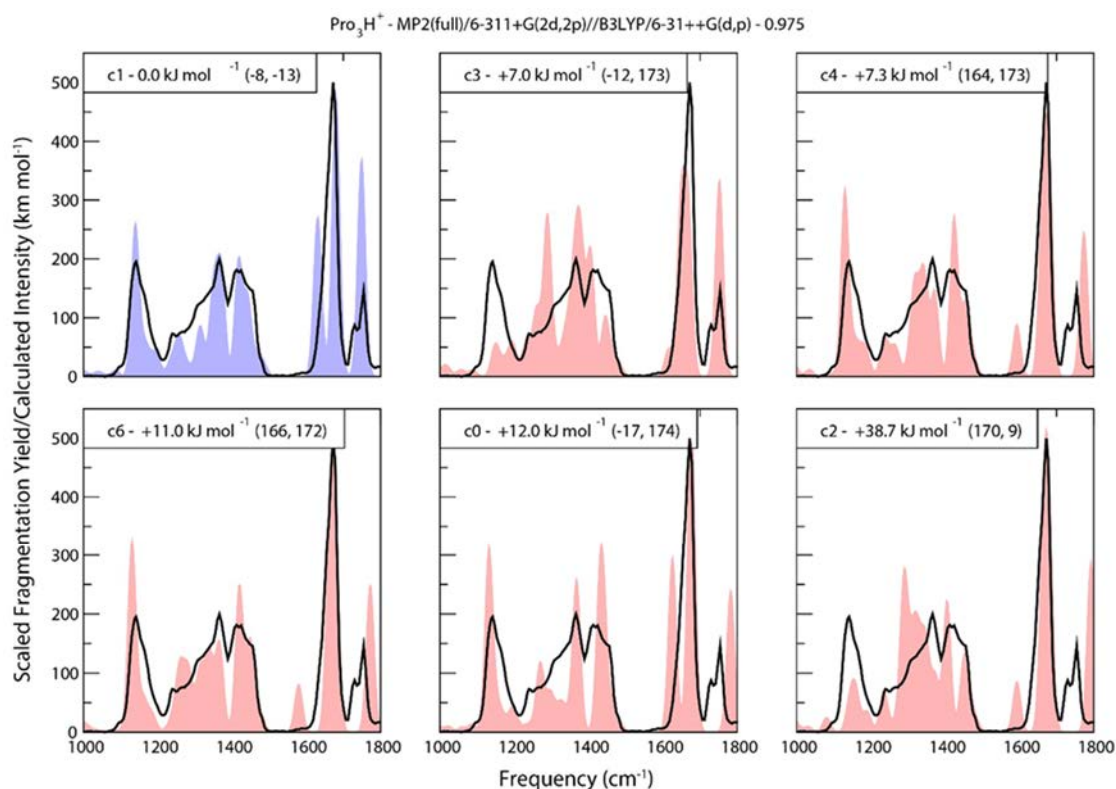 Pro3H+ - MP2(full)/6-311+G(2d,2p)//B3LYP/6-31++G(d,p) - 0.975
c1 - 0.0 kJ mol -1 (-8, -13)
c3 - +7.0 kJ mol -1 (-12, 173)
c4 - +7.3 kJ mol -1 (164, 173)
500
400
300
200
100
0
c6 - +11.0 kJ mol -1 (166, 172)
c0 - +12.0 kJ mol -1 (-17, 174)
c2 - +38.7 kJ mol -1 (170, 9)
500
400
300
200
100
0
1000 1200 1400 1600 1800
1000 1200 1400 1600 1800
1000 1200 1400 1600 1800
Scaled Fragmentation Yield/Calculated Intensity (km mol-1)
Frequency (cm-1)